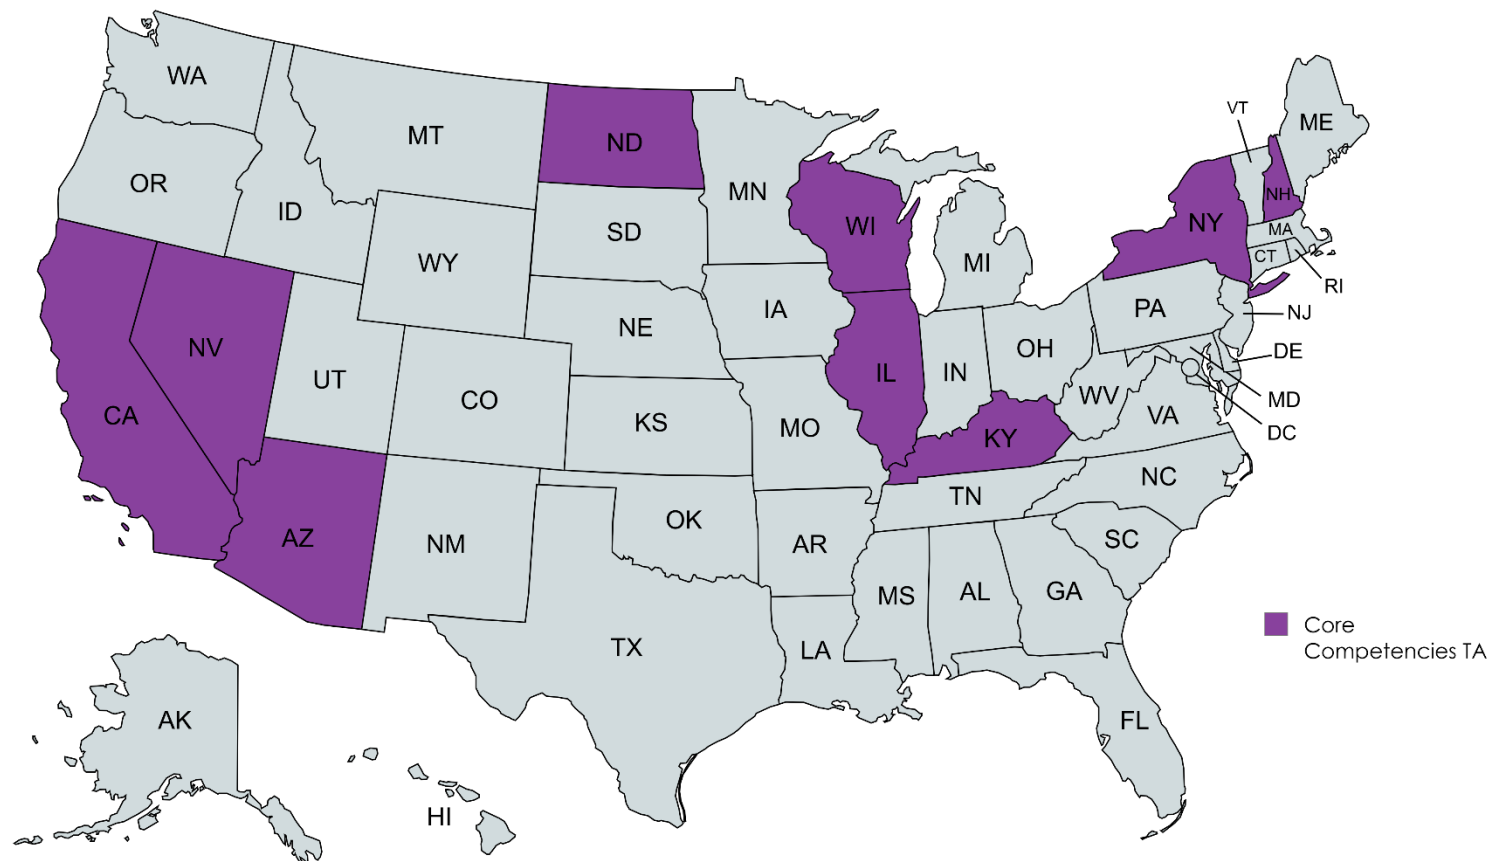 WA
MT
ND
MN
VT
ME
OR
ID
SD
WI
NY
NH
MA
WY
MI
CT
RI
NE
IA
PA
NJ
NV
UT
CO
IL
IN
OH
DE
CA
KS
MO
WV
VA
MD
KY
DC
AZ
NM
OK
AR
TN
NC
SC
TX
MS
AL
GA
LA
Core
Competencies TA
AK
HI
FL